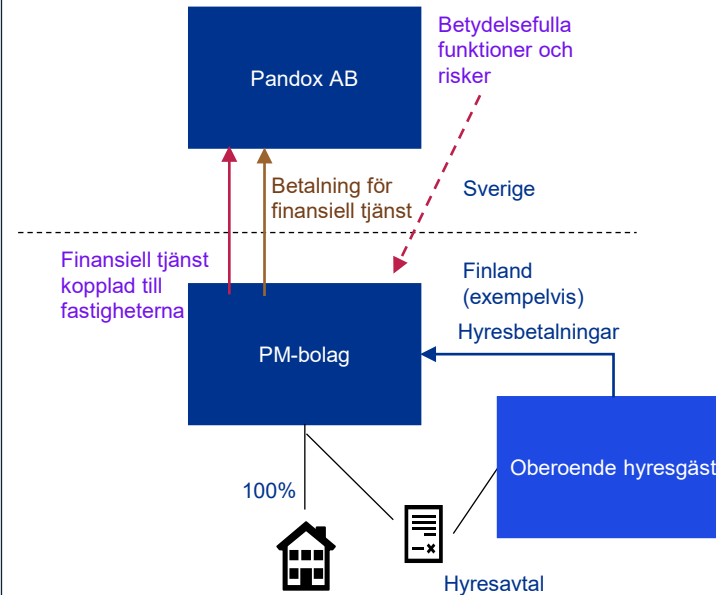 Betydelsefulla
funktioner och
risker
Pandox AB
Betalning för
finansiell tjänst
Sverige
Finansiell tjänst
kopplad till
fastigheterna
Finland
(exempelvis)
Hyresbetalningar
PM-bolag
Oberoende hyresgäst
100%
Hyresavtal